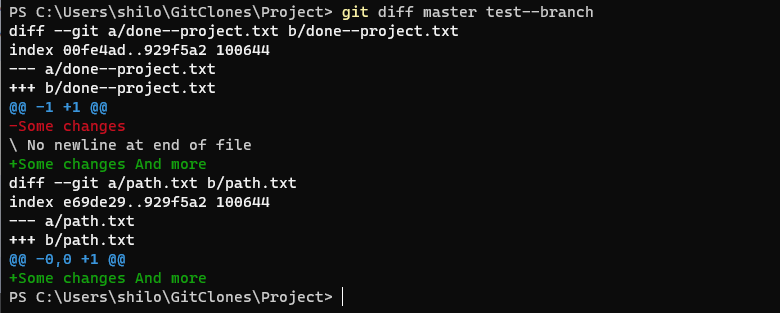 PS C:\Users\shilo\GitClones\Project> git diff master test--branch
diff --git a/done--project.txt b/done--project.txt
index 00fe4ad..929f5a2 100644
--- a/done--project.txt
+++ b/done--project.txt
@@ -1 +1 @@
-Some changes
\ No newline at end of file
+Some changes And more
diff --git a/path.txt b/path.txt
index e69de29..929f5a2 100644
--- a/path.txt
+++ b/path.txt
@@ -0,0 +1 @@
+Some changes And more
PS C:\Users\shilo\GitClones\Project>